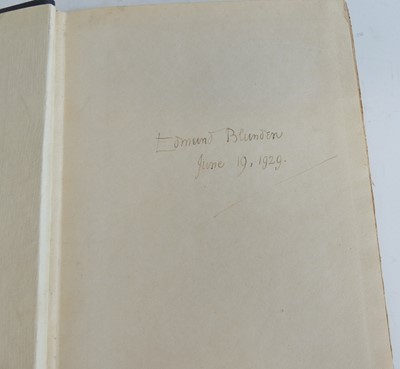 Edmund Blunden
June 19, 1929.